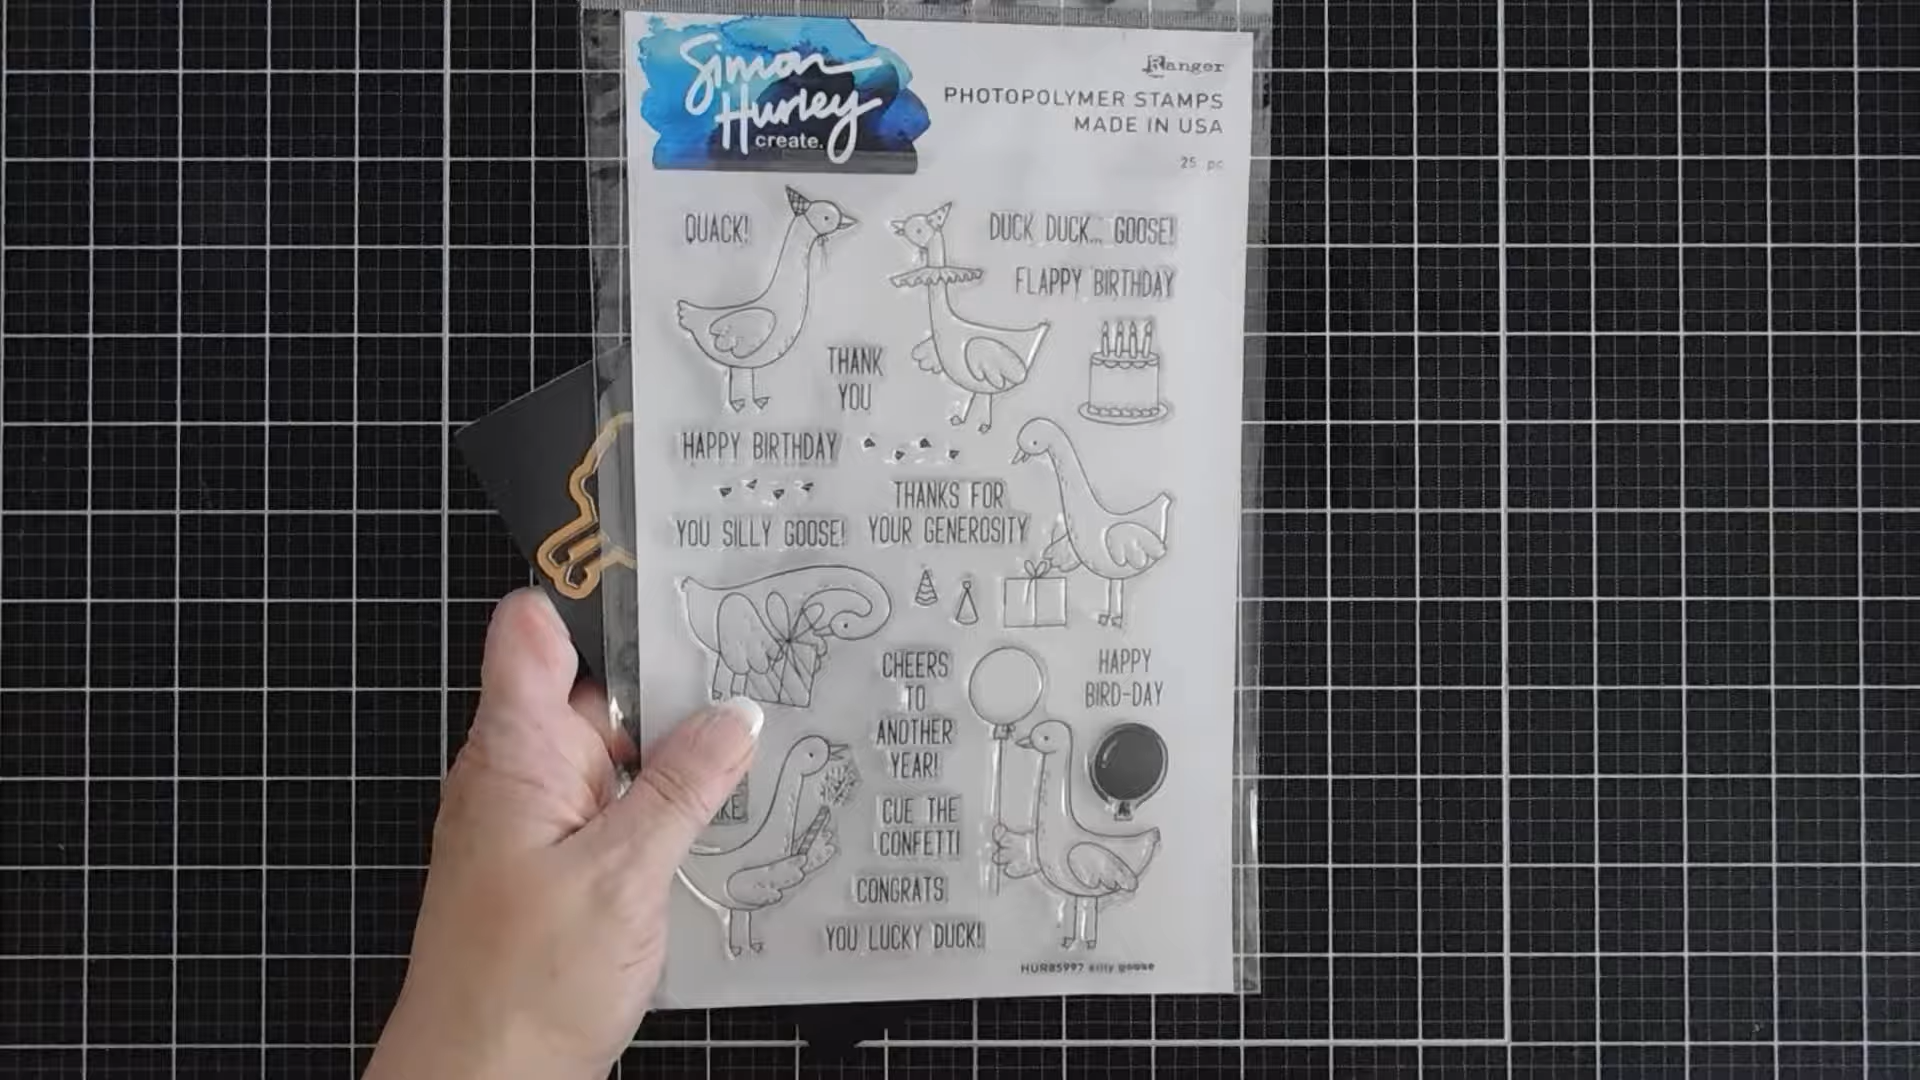 Simon
Hurley
create.
Ranger
PHOTOPOLYMER STAMPS
MADE IN USA
25 pc
QUACK!
DUCK DUCK... GOOSE!
FLAPPY BIRTHDAY
THANK
YOU
HAPPY BIRTHDAY
THANKS FOR
YOUR GENEROSITY
YOU SILLY GOOSE!
CHEERS
TO
ANOTHER
YEAR!
HAPPY
BIRD-DAY
CUE THE
CONFETTI
CONGRATS,
YOU LUCKY DUCK!
HUR85997 silly goose